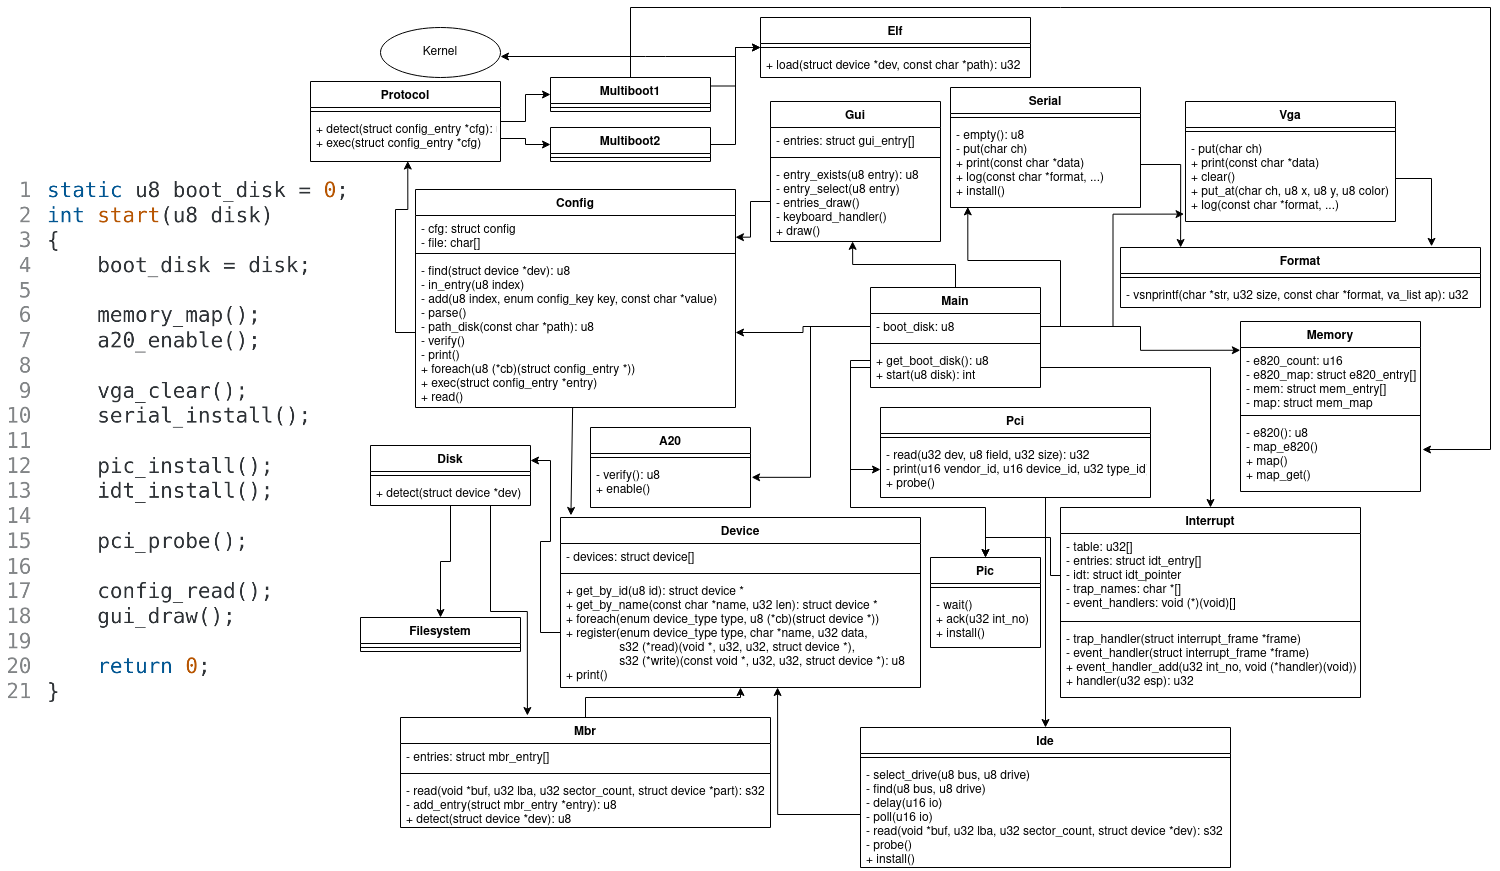 1 static u8 boot_disk = 0;
2 int start(u8 disk)
3 {
4 boot_disk = disk;
5
6 memory_map();
7 a20_enable();
8
9 vga_clear();
10 serial_install();
11
12 pic_install();
13 idt_install();
14
15 pci_probe();
16
17 config_read();
18 gui_draw();
19
20 return 0;
21 }
Kernel
Protocol
+ detect(struct config_entry *cfg):
+ exec(struct config_entry *cfg)
Multiboot1
Multiboot2
Elf
+ load(struct device *dev, const char *path): u32
Gui
- entries: struct gui_entry[]
- entry_exists(u8 entry): u8
- entry_select(u8 entry)
- entries_draw()
- keyboard_handler()
+ draw()
Serial
- empty(): u8
- put(char ch)
+ print(const char *data)
+ log(const char *format, ...)
+ install()
Vga
- put(char ch)
+ print(const char *data)
+ clear()
+ put_at(char ch, u8 x, u8 y, u8 color)
+ log(const char *format, ...)
Format
- vsnprintf(char *str, u32 size, const char *format, va_list ap): u32
Config
- cfg: struct config
- file: char[]
- find(struct device *dev): u8
- in_entry(u8 index)
- add(u8 index, enum config_key key, const char *value)
- parse()
- path_disk(const char *path): u8
- verify()
- print()
+ foreach(u8 (*cb)(struct config_entry *))
+ exec(struct config_entry *entry)
+ read()
Main
- boot_disk: u8
+ get_boot_disk(): u8
+ start(u8 disk): int
Memory
- e820_count: u16
- e820_map: struct e820_entry[]
- mem: struct mem_entry[]
- map: struct mem_map
- e820(): u8
- map_e820()
+ map()
+ map_get()
Pci
- read(u32 dev, u8 field, u32 size): u32
- print(u16 vendor_id, u16 device_id, u32 type_id
+ probe()
A20
- verify(): u8
+ enable()
Disk
+ detect(struct device *dev)
Device
- devices: struct device[]
+ get_by_id(u8 id): struct device *
+ get_by_name(const char *name, u32 len): struct device *
+ foreach(enum device_type type, u8 (*cb)(struct device *))
+ register(enum device_type type, char *name, u32 data,
s32 (*read)(void *, u32, u32, struct device *),
s32 (*write)(const void *, u32, u32, struct device *): u8
+ print()
Pic
- wait()
+ ack(u32 int_no)
+ install()
Interrupt
- table: u32[]
- entries: struct idt_entry[]
- idt: struct idt_pointer
- trap_names: char *[]
- event_handlers: void (*)(void)[]
- trap_handler(struct interrupt_frame *frame)
- event_handler(struct interrupt_frame *frame)
+ event_handler_add(u32 int_no, void (*handler)(void))
+ handler(u32 esp): u32
Filesystem
Mbr
- entries: struct mbr_entry[]
- read(void *buf, u32 lba, u32 sector_count, struct device *part): s32
- add_entry(struct mbr_entry *entry): u8
+ detect(struct device *dev): u8
Ide
- select_drive(u8 bus, u8 drive)
- find(u8 bus, u8 drive)
- delay(u16 io)
- poll(u16 io)
- read(void *buf, u32 lba, u32 sector_count, struct device *dev): s32
- probe()
+ install()